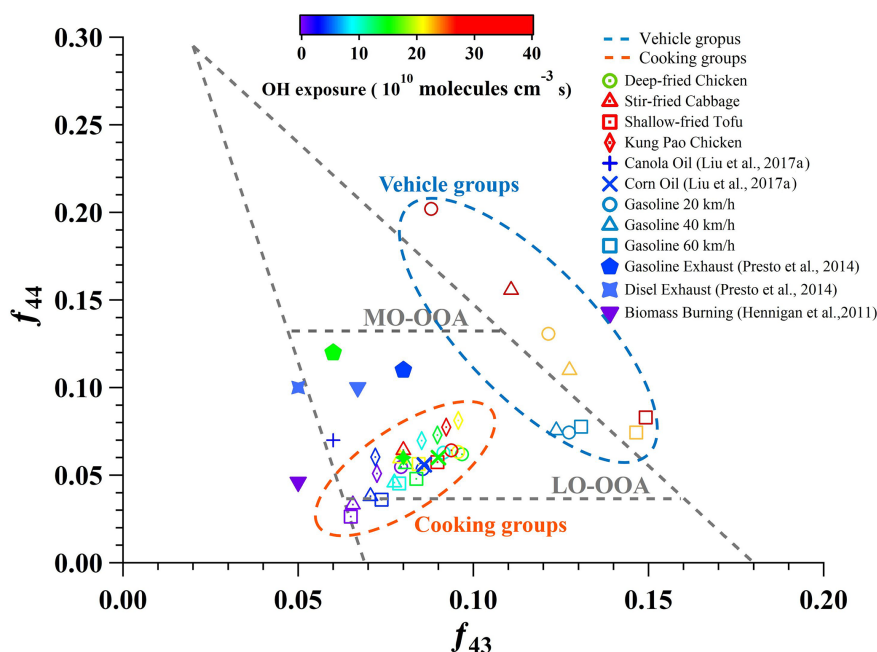 0 10 20 30 40
OH exposure ( 10^10 molecules cm^-3 s)
Vehicle gropus
Cooking groups
Deep-fried Chicken
Stir-fried Cabbage
Shallow-fried Tofu
Kung Pao Chicken
Canola Oil (Liu et al., 2017a)
Corn Oil (Liu et al., 2017a)
Gasoline 20 km/h
Gasoline 40 km/h
Gasoline 60 km/h
Gasoline Exhaust (Presto et al., 2014)
Disel Exhaust (Presto et al., 2014)
Biomass Burning (Hennigan et al.,2011)
0.30
0.25
0.20
0.15
0.10
0.05
0.00
f44
Vehicle groups
MO-OOA
LO-OOA
Cooking groups
0.00 0.05 0.10 0.15 0.20
f43